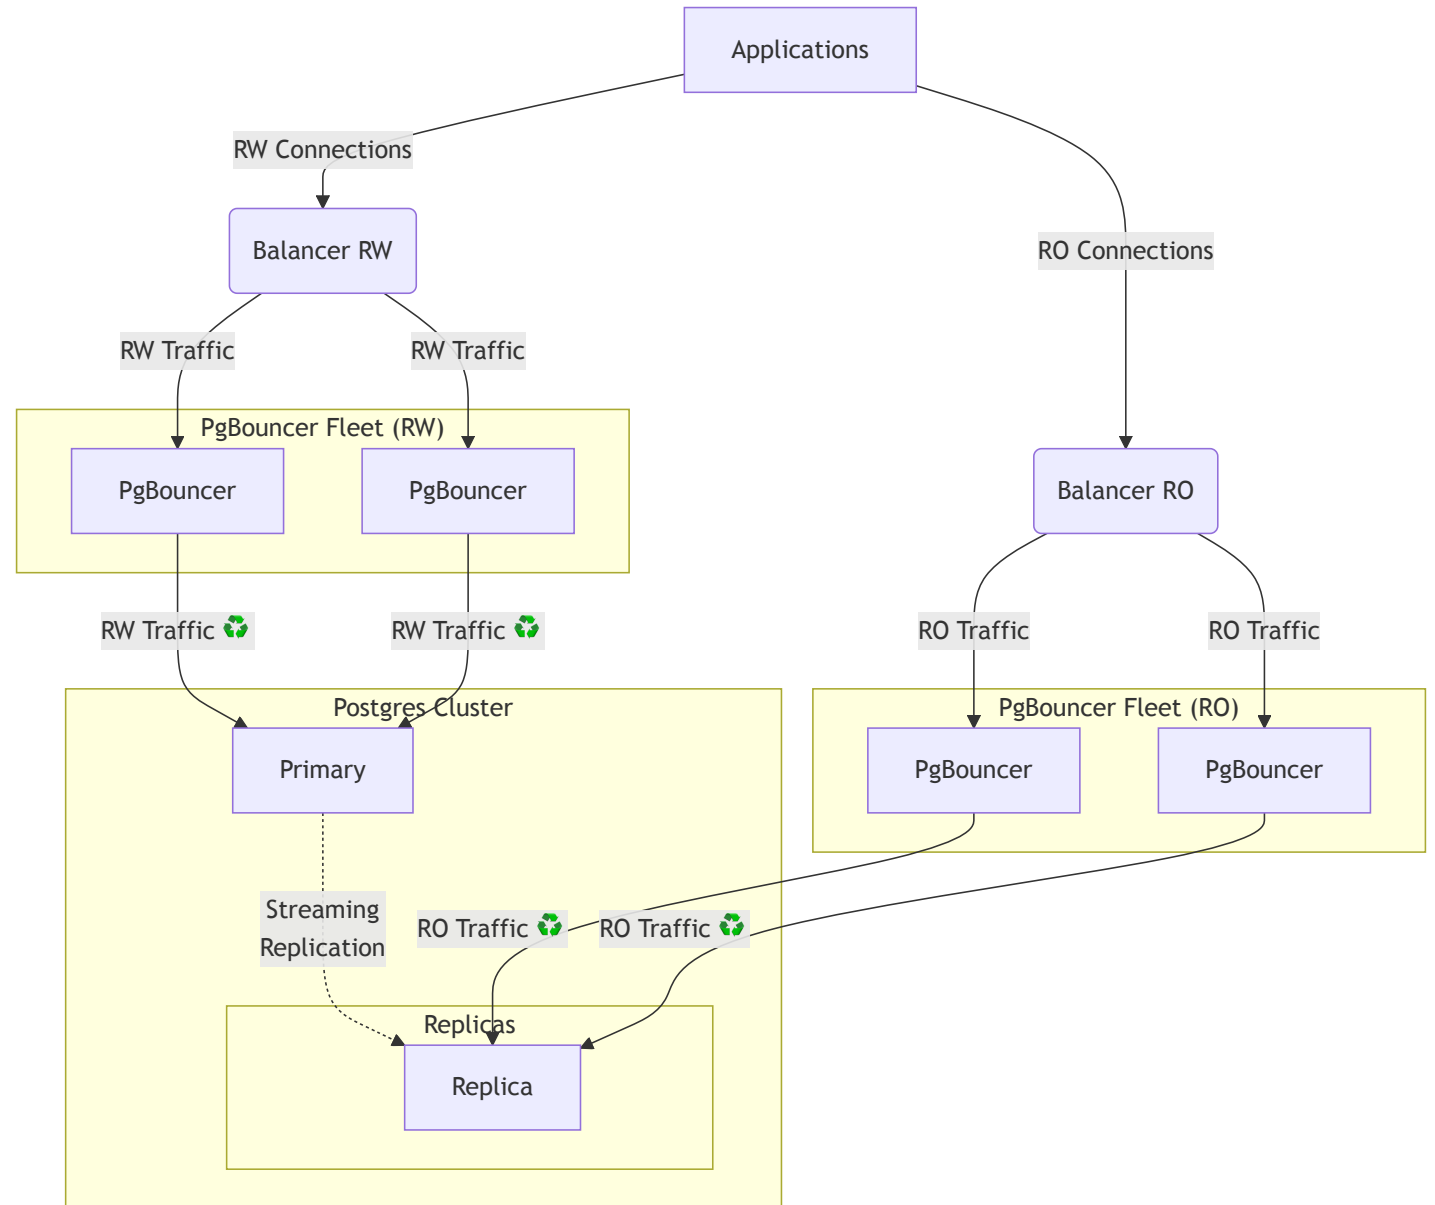 Applications
RW Connections
Balancer RW
RO Connections
RW Traffic
RW Traffic
PgBouncer Fleet (RW)
PgBouncer
PgBouncer
Balancer RO
RW Traffic ♻
RW Traffic ♻
RO Traffic
RO Traffic
Postgres Cluster
PgBouncer Fleet (RO)
Primary
PgBouncer
PgBouncer
Streaming
Replication
RO Traffic ♻
RO Traffic ♻
Replicas
Replica